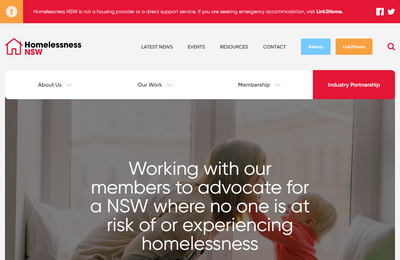 Homelessness NSW is not a housing provider or a direct support service. If you are seeking emergency accommodation, visit Link2Home.
Homelessness
NSW
LATEST NEWS
EVENTS
RESOURCES
CONTACT
Askizzy
Link2Home
About Us
Our Work
Membership
Industry Partnership
Working with our
members to advocate for
a NSW where no one is at
risk of or experiencing
homelessness